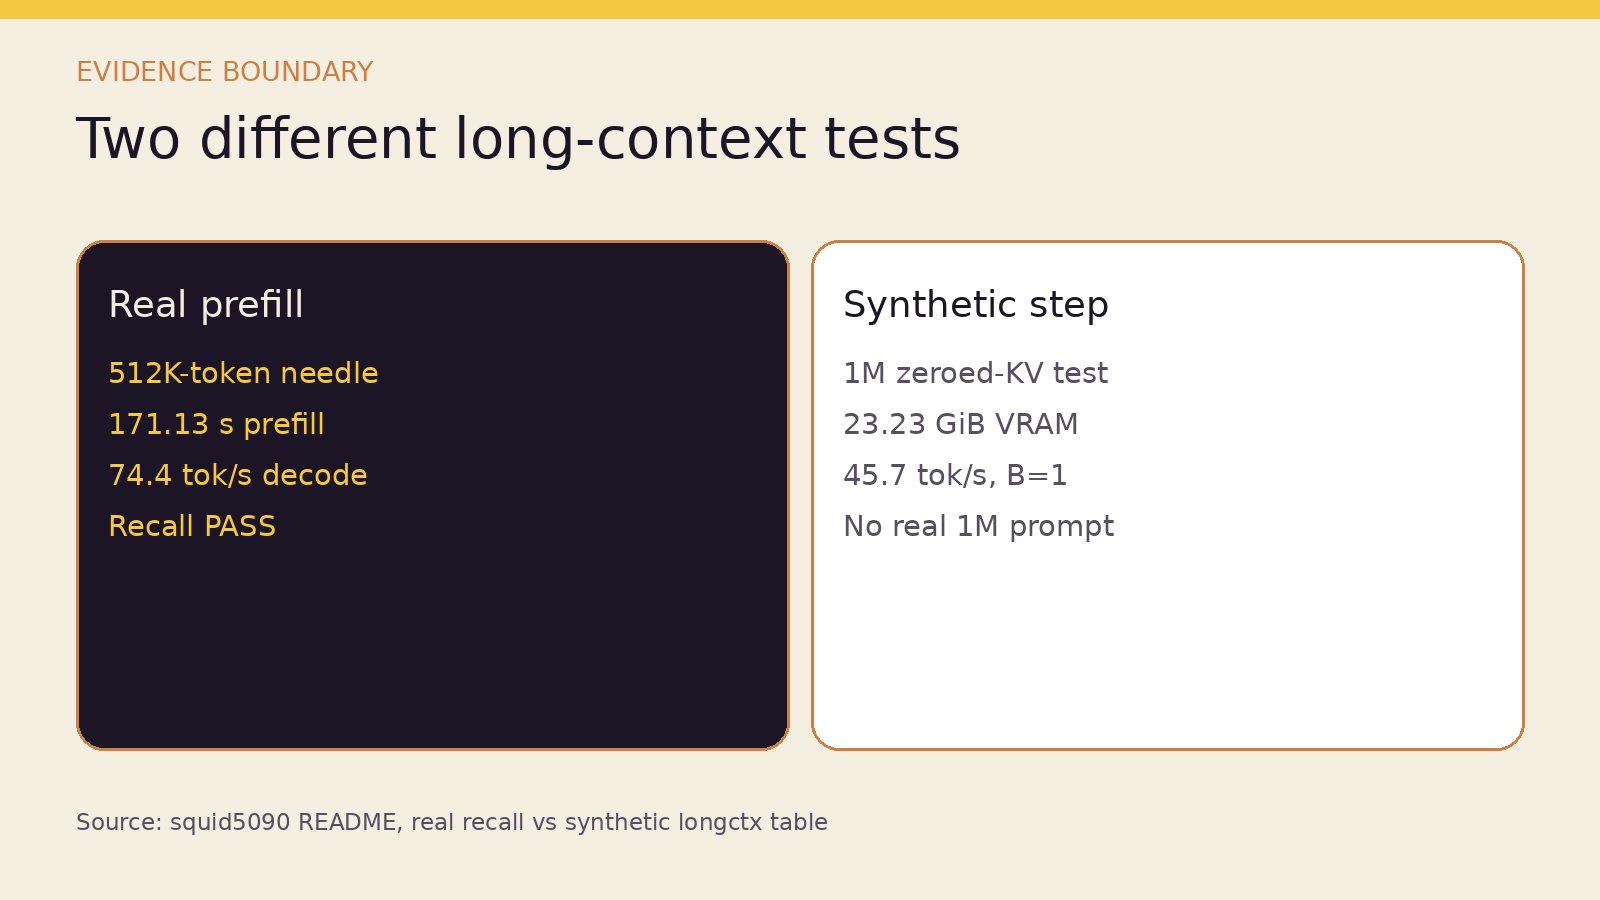 EVIDENCE BOUNDARY
Two different long-context tests
Real prefill
512K-token needle
171.13 s prefill
74.4 tok/s decode
Recall PASS
Synthetic step
1M zeroed-KV test
23.23 GiB VRAM
45.7 tok/s, B=1
No real 1M prompt
Source: squid5090 README, real recall vs synthetic longctx table